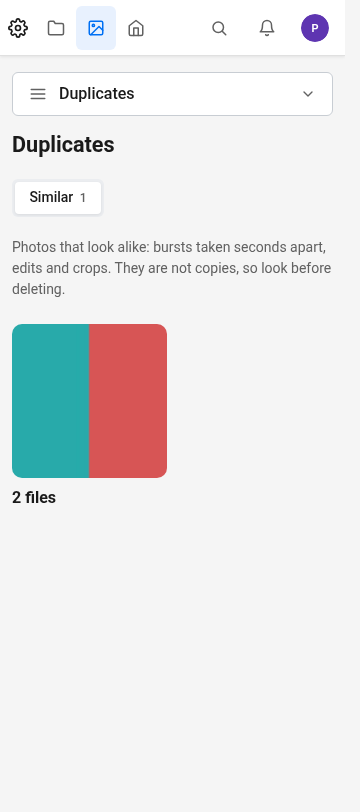 P
Duplicates
Duplicates
Similar 1
Photos that look alike: bursts taken seconds apart,
edits and crops. They are not copies, so look before
deleting.
2 files